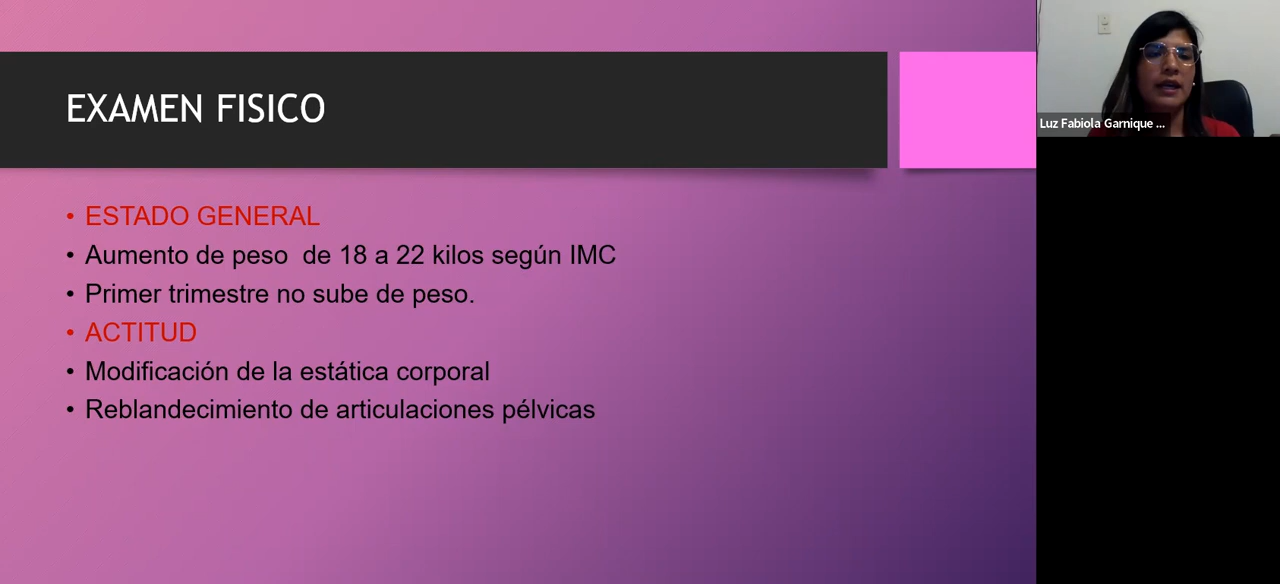 EXAMEN FISICO
Luz Fabiola Garnique ...
• ESTADO GENERAL
• Aumento de peso  de 18 a 22 kilos según IMC
• Primer trimestre no sube de peso.
• ACTITUD
• Modificación de la estática corporal
• Reblandecimiento de articulaciones pélvicas